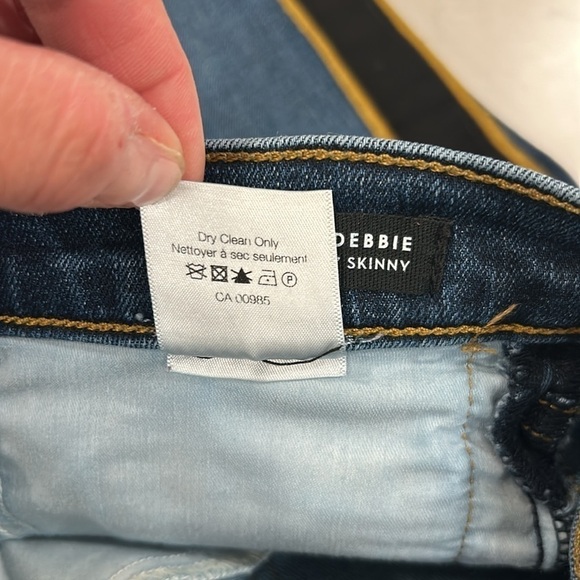 Dry Clean Only
Nettoyer à sec seulement
P
CA 00985
DEBBIE
SKINNY